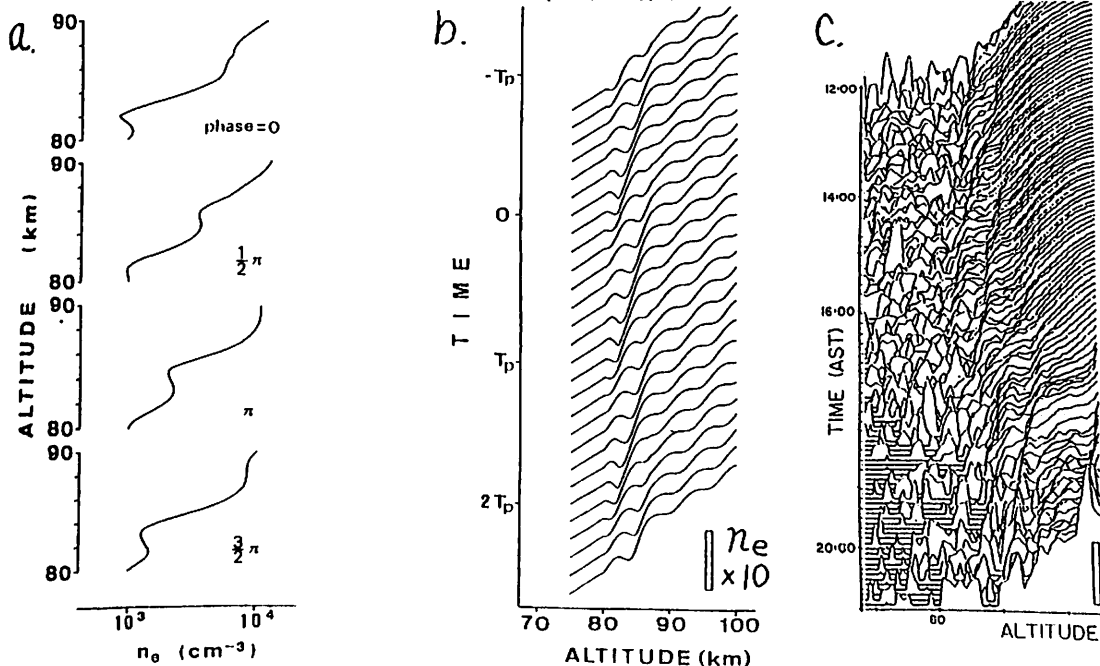 a.
90
80
phase=0
90
80
1/2 π
90
80
π
90
80
3/2 π
ALTITUDE (km)
10³ 10⁴
nₑ (cm⁻³)
b.
-Tp
0
Tp
2Tp
TIME
nₑ
×10
70 80 90 100
ALTITUDE (km)
c.
12:00
14:00
16:00
20:00
TIME (AST)
ALTITUDE